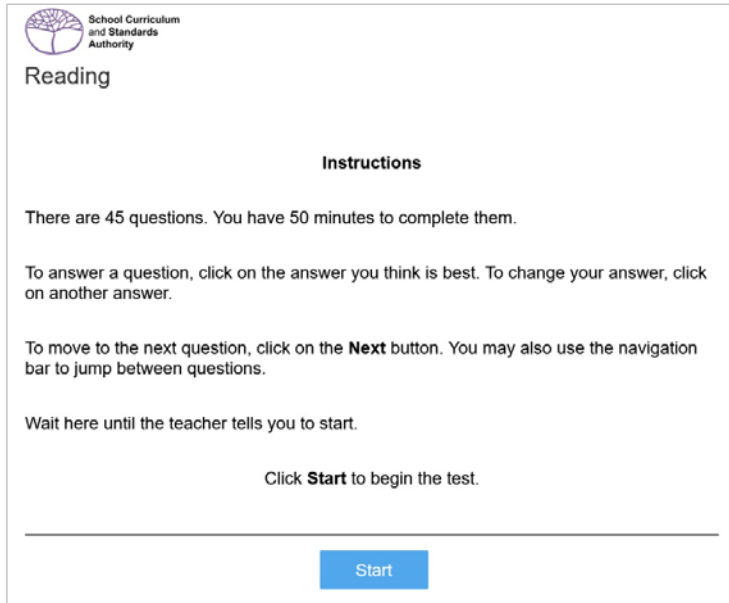 School Curriculum
and Standards
Authority
Reading
Instructions
There are 45 questions. You have 50 minutes to complete them.
To answer a question, click on the answer you think is best. To change your answer, click
on another answer.
To move to the next question, click on the Next button. You may also use the navigation
bar to jump between questions.
Wait here until the teacher tells you to start.
Click Start to begin the test.
Start